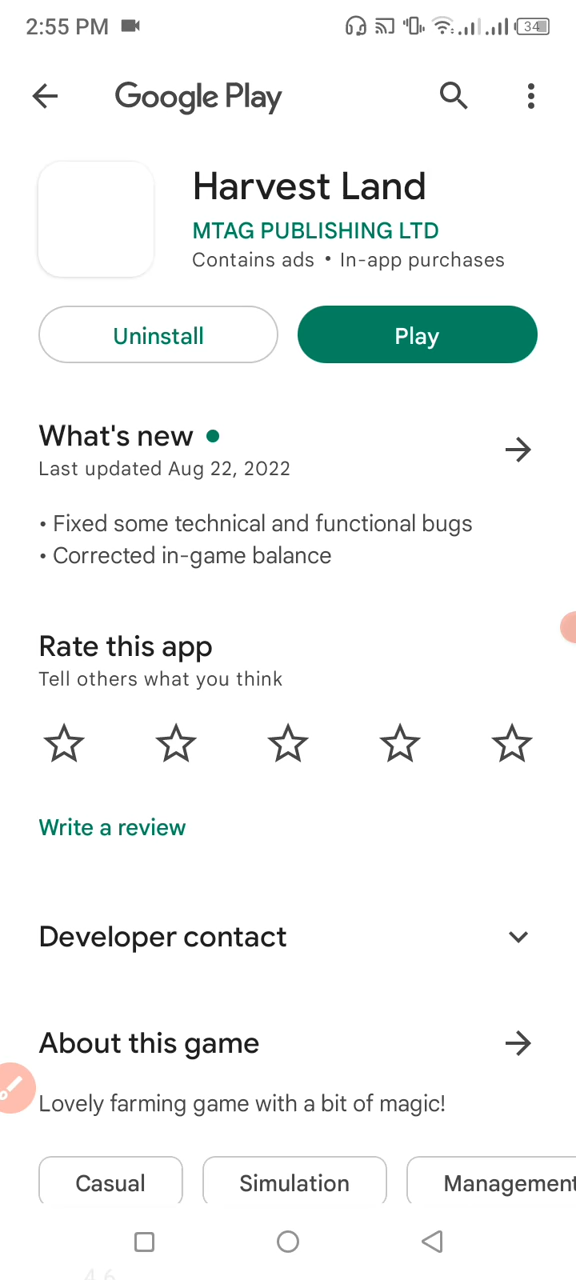 2:55 PM
34
Google Play
Harvest Land
MTAG PUBLISHING LTD
Contains ads • In-app purchases
Uninstall
Play
What's new
Last updated Aug 22, 2022
• Fixed some technical and functional bugs
• Corrected in-game balance
Rate this app
Tell others what you think
Write a review
Developer contact
About this game
Lovely farming game with a bit of magic!
Casual
Simulation
Management
4.6